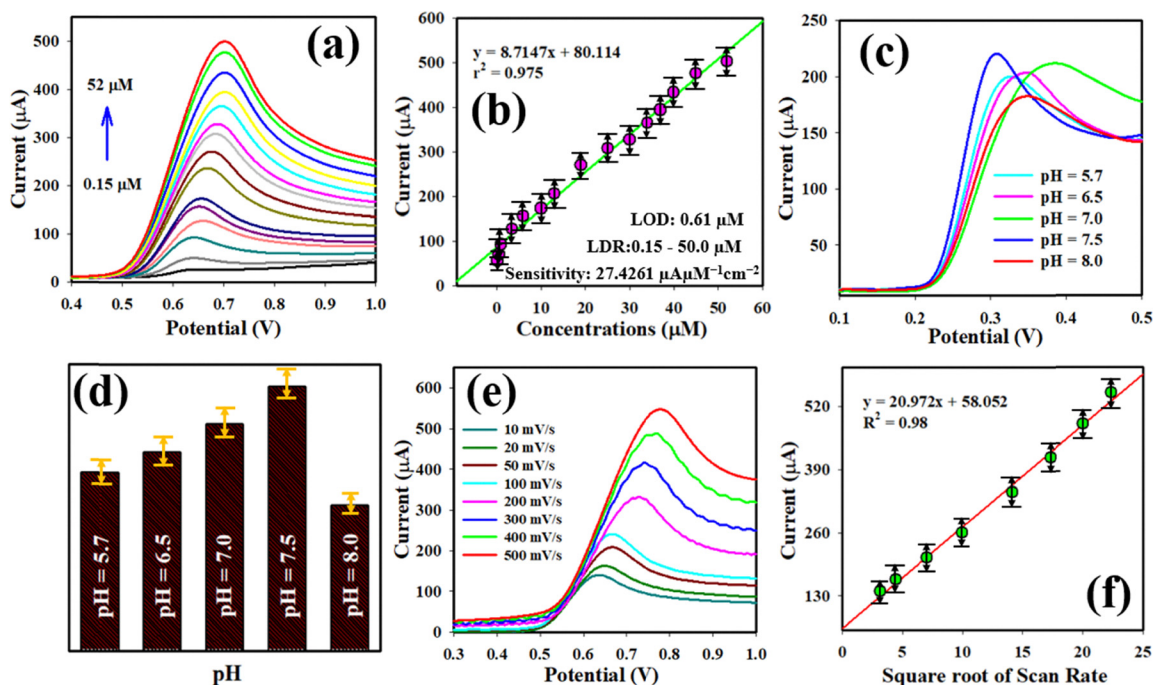 (a)
500
400
300
200
100
0
Current (µA)
52 µM
0.15 µM
0.4 0.5 0.6 0.7 0.8 0.9 1.0
Potential (V)
(b)
600
500
400
300
200
100
0
Current (µA)
y = 8.7147x + 80.114
r² = 0.975
LOD: 0.61 µM
LDR:0.15 - 50.0 µM
Sensitivity: 27.4261 µAµM⁻¹cm⁻²
0 10 20 30 40 50 60
Concentrations (µM)
(c)
250
200
150
100
50
Current (µA)
pH = 5.7
pH = 6.5
pH = 7.0
pH = 7.5
pH = 8.0
0.1 0.2 0.3 0.4 0.5
Potential (V)
(d)
pH = 5.7
pH = 6.5
pH = 7.0
pH = 7.5
pH = 8.0
pH
(e)
600
500
400
300
200
100
0
Current (µA)
10 mV/s
20 mV/s
50 mV/s
100 mV/s
200 mV/s
300 mV/s
400 mV/s
500 mV/s
0.3 0.4 0.5 0.6 0.7 0.8 0.9 1.0
Potential (V)
(f)
520
390
260
130
Current (µA)
y = 20.972x + 58.052
R² = 0.98
0 5 10 15 20 25
Square root of Scan Rate